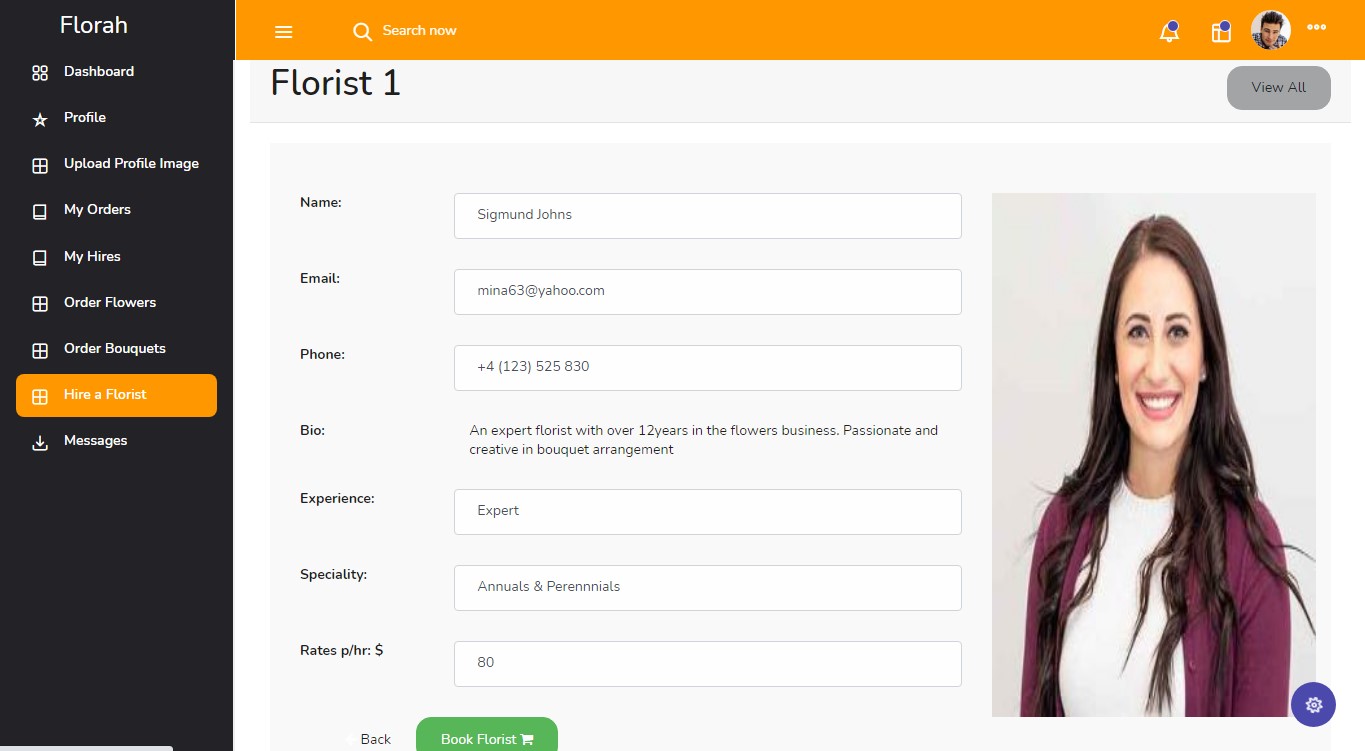 Florah
Search now
Dashboard
Profile
Upload Profile Image
My Orders
My Hires
Order Flowers
Order Bouquets
Hire a Florist
Messages
Florist 1
View All
Name:
Sigmund Johns
Email:
mina63@yahoo.com
Phone:
+4 (123) 525 830
Bio:
An expert florist with over 12years in the flowers business. Passionate and
creative in bouquet arrangement
Experience:
Expert
Speciality:
Annuals & Perennnials
Rates p/hr: $
80
Back
Book Florist